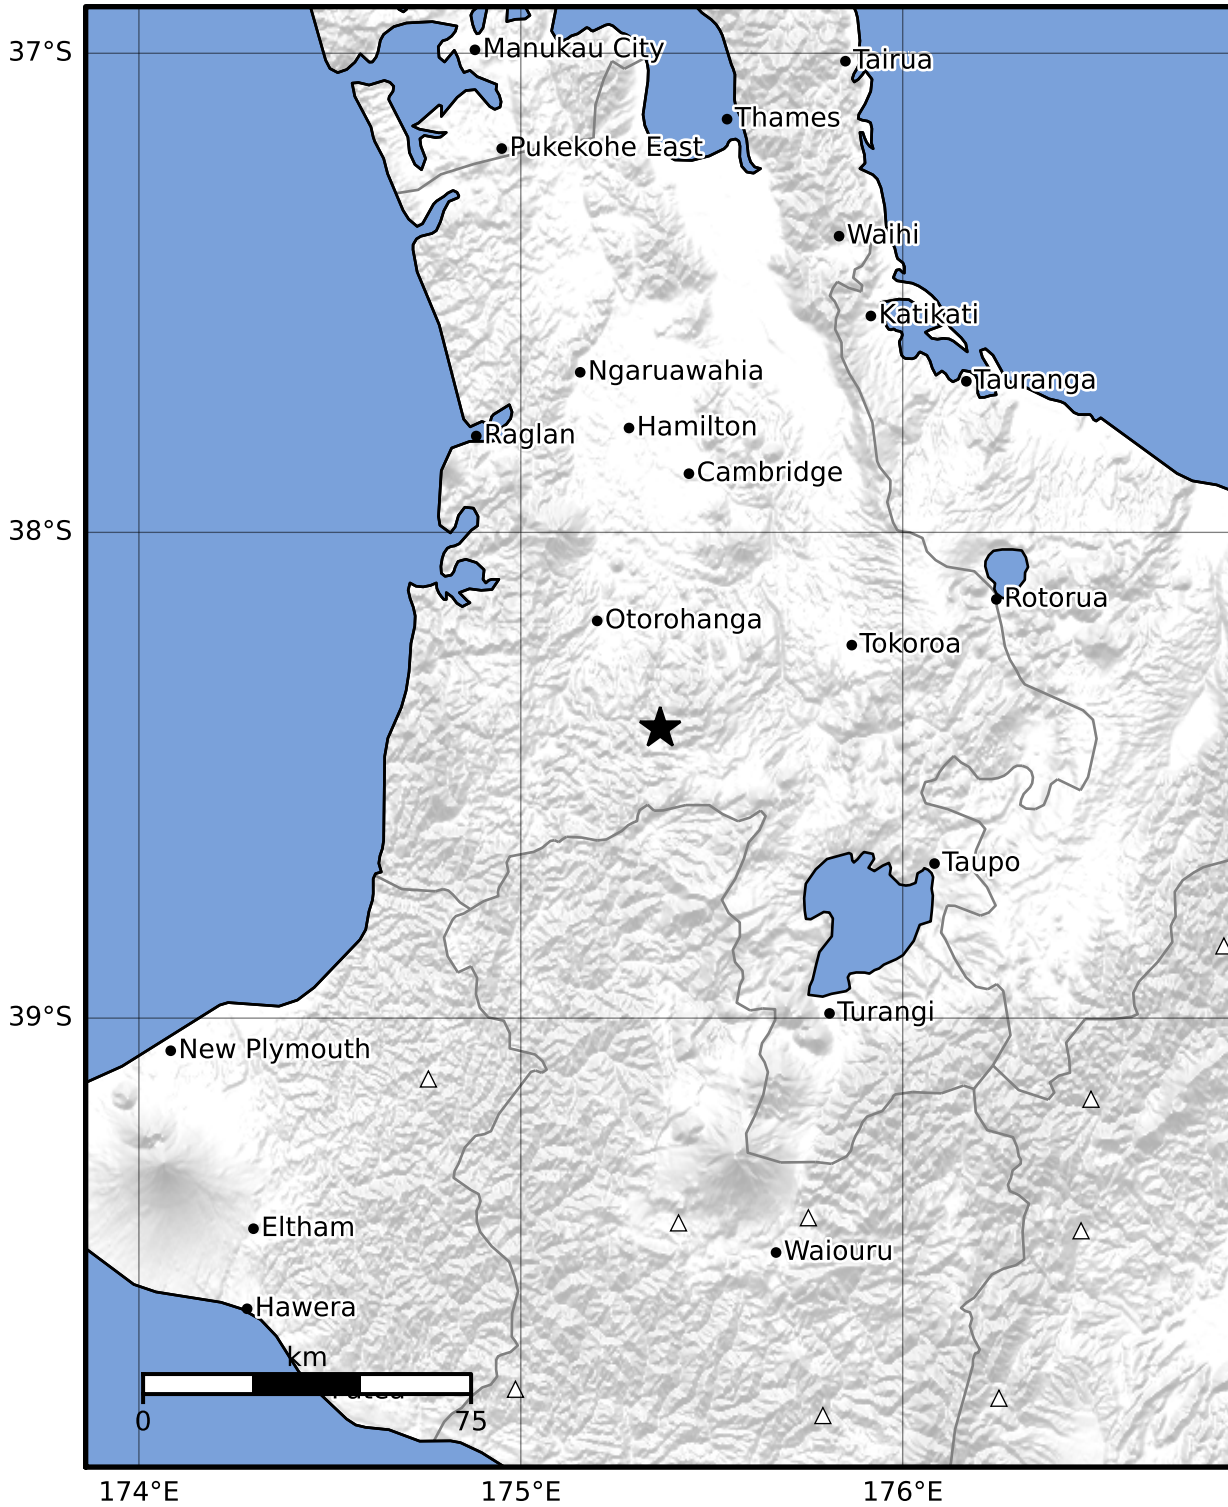 37°S
Manukau City
Tairua
Thames
Pukekohe East
Waihi
Katikati
Ngaruawahia
Tauranga
Hamilton
Raglan
Cambridge
38°S
Rotorua
Otorohanga
Tokoroa
Taupo
39°S
Turangi
New Plymouth
Eltham
Waiouru
Hawera
km
0
75
174°E
175°E
176°E